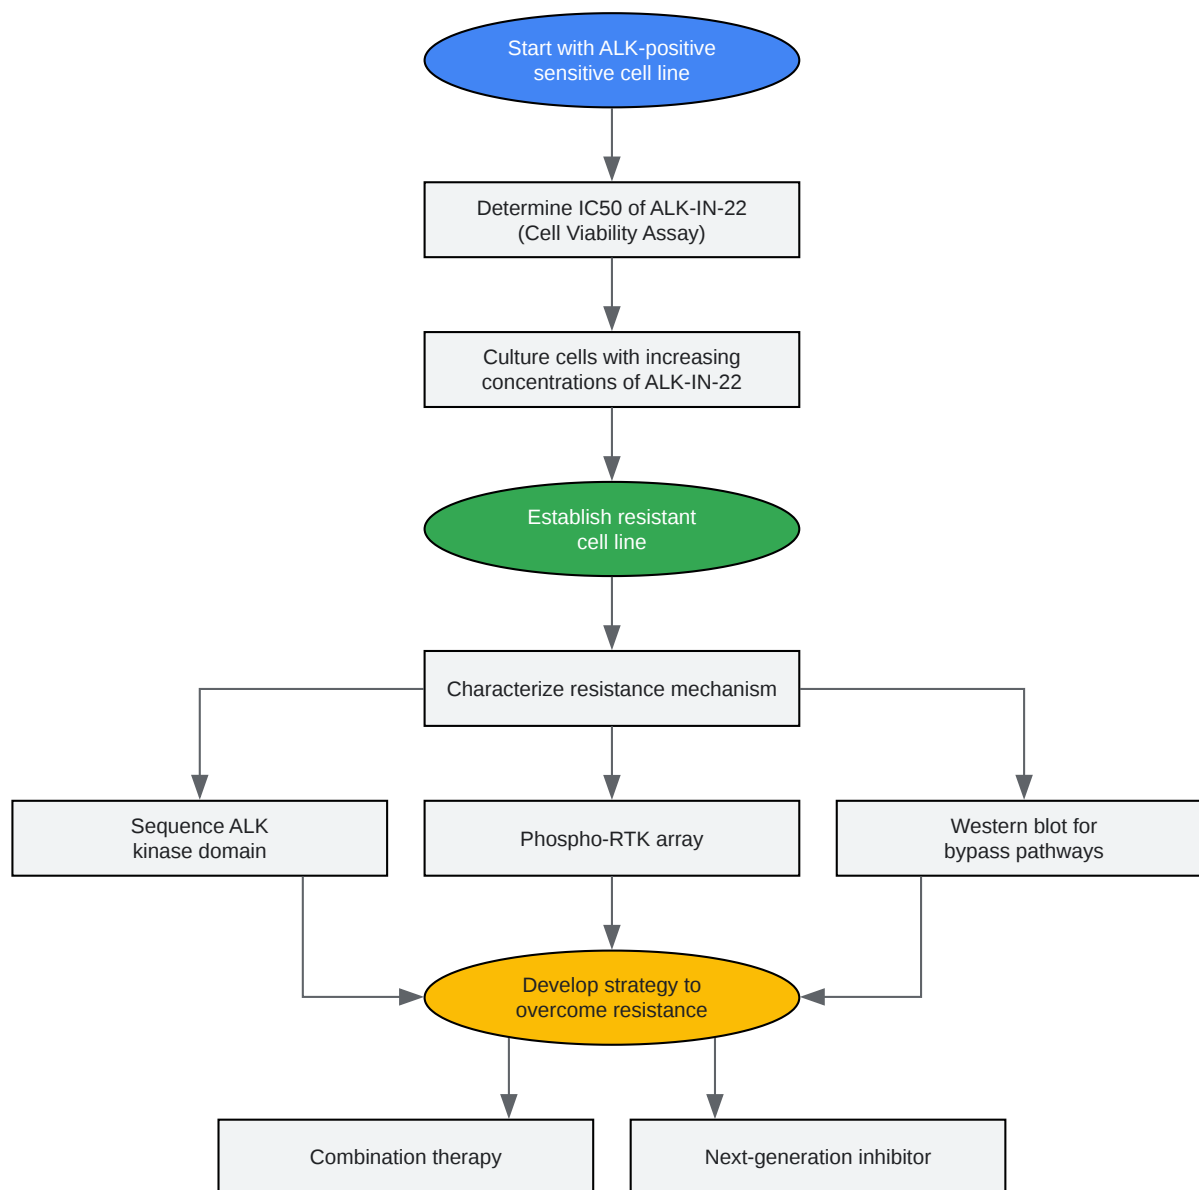 Start with ALK-positive
sensitive cell line
Determine IC50 of ALK-IN-22
(Cell Viability Assay)
Culture cells with increasing
concentrations of ALK-IN-22
Establish resistant
cell line
Characterize resistance mechanism
Sequence ALK
kinase domain
Phospho-RTK array
Western blot for
bypass pathways
Develop strategy to
overcome resistance
Combination therapy
Next-generation inhibitor